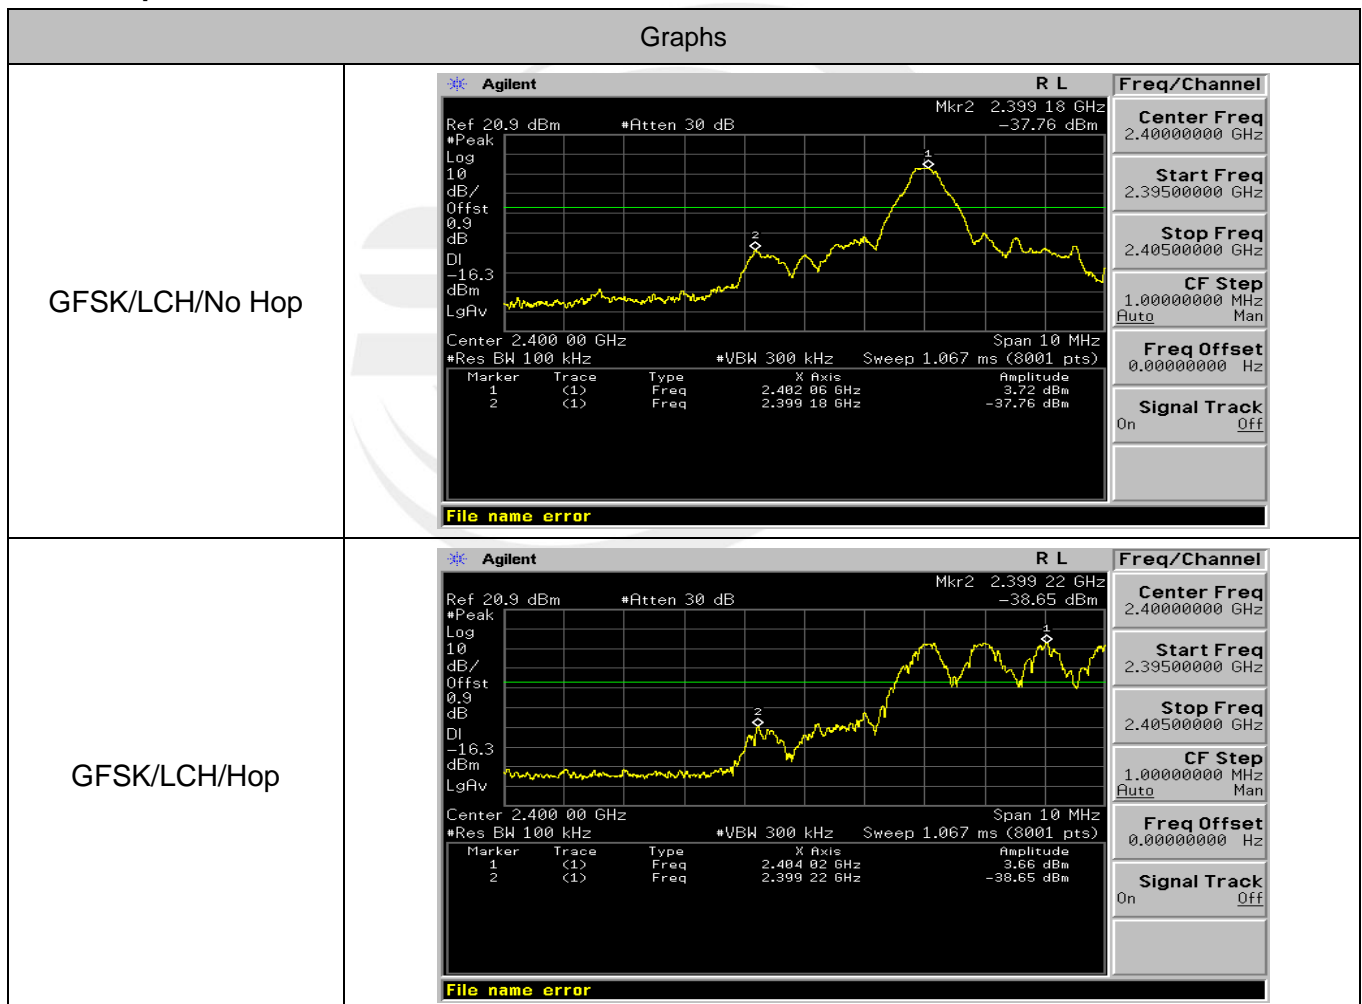 Graphs
GFSK/LCH/No Hop
Agilent R L Freq/Channel
Mkr2 2.399 18 GHz
Ref 20.9 dBm #Atten 30 dB -37.76 dBm
#Peak
Log
10
dB/
Offst
0.9
dB
DI
-16.3
dBm
LgAv
1
2
Center 2.400 00 GHz Span 10 MHz
#Res BW 100 kHz #VBW 300 kHz Sweep 1.067 ms (8001 pts)
Marker Trace Type X Axis Amplitude
1 (1) Freq 2.402 06 GHz 3.72 dBm
2 (1) Freq 2.399 18 GHz -37.76 dBm
Center Freq
2.40000000 GHz
Start Freq
2.39500000 GHz
Stop Freq
2.40500000 GHz
CF Step
1.00000000 MHz
Auto Man
Freq Offset
0.00000000 Hz
Signal Track
On Off
File name error
GFSK/LCH/Hop
Agilent R L Freq/Channel
Mkr2 2.399 22 GHz
Ref 20.9 dBm #Atten 30 dB -38.65 dBm
#Peak
Log
10
dB/
Offst
0.9
dB
DI
-16.3
dBm
LgAv
1
2
Center 2.400 00 GHz Span 10 MHz
#Res BW 100 kHz #VBW 300 kHz Sweep 1.067 ms (8001 pts)
Marker Trace Type X Axis Amplitude
1 (1) Freq 2.404 02 GHz 3.66 dBm
2 (1) Freq 2.399 22 GHz -38.65 dBm
Center Freq
2.40000000 GHz
Start Freq
2.39500000 GHz
Stop Freq
2.40500000 GHz
CF Step
1.00000000 MHz
Auto Man
Freq Offset
0.00000000 Hz
Signal Track
On Off
File name error